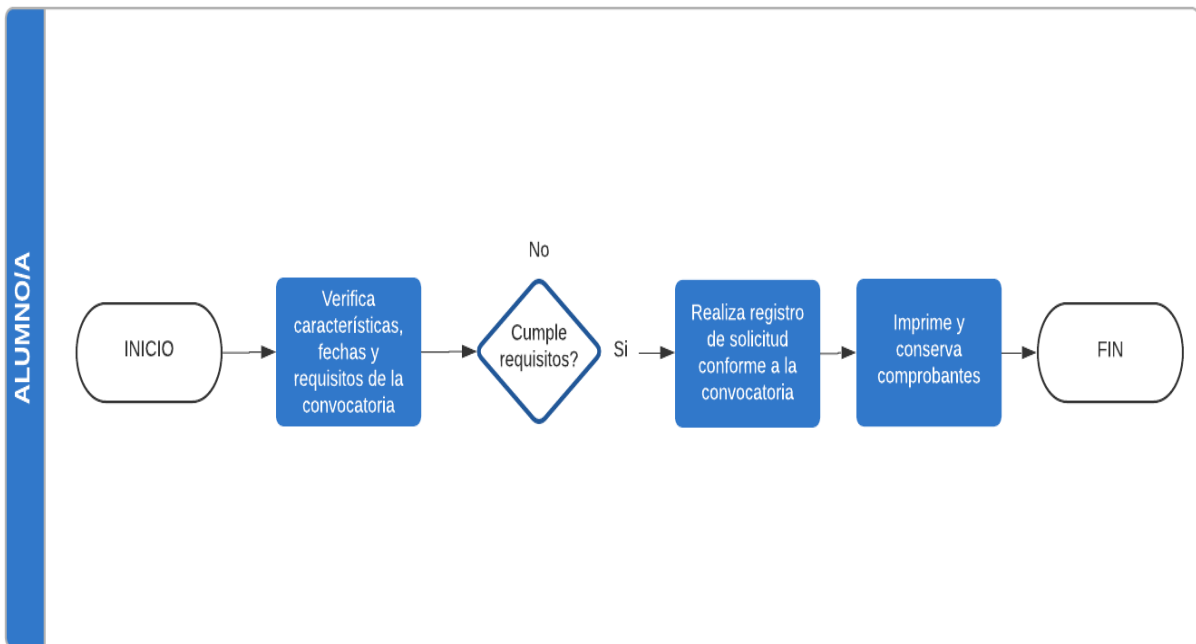 ALUMNO/A
INICIO
Verifica
características,
fechas y
requisitos de la
convocatoria
No
Cumple
requisitos?
Si
Realiza registro
de solicitud
conforme a la
convocatoria
Imprime y
conserva
comprobantes
FIN